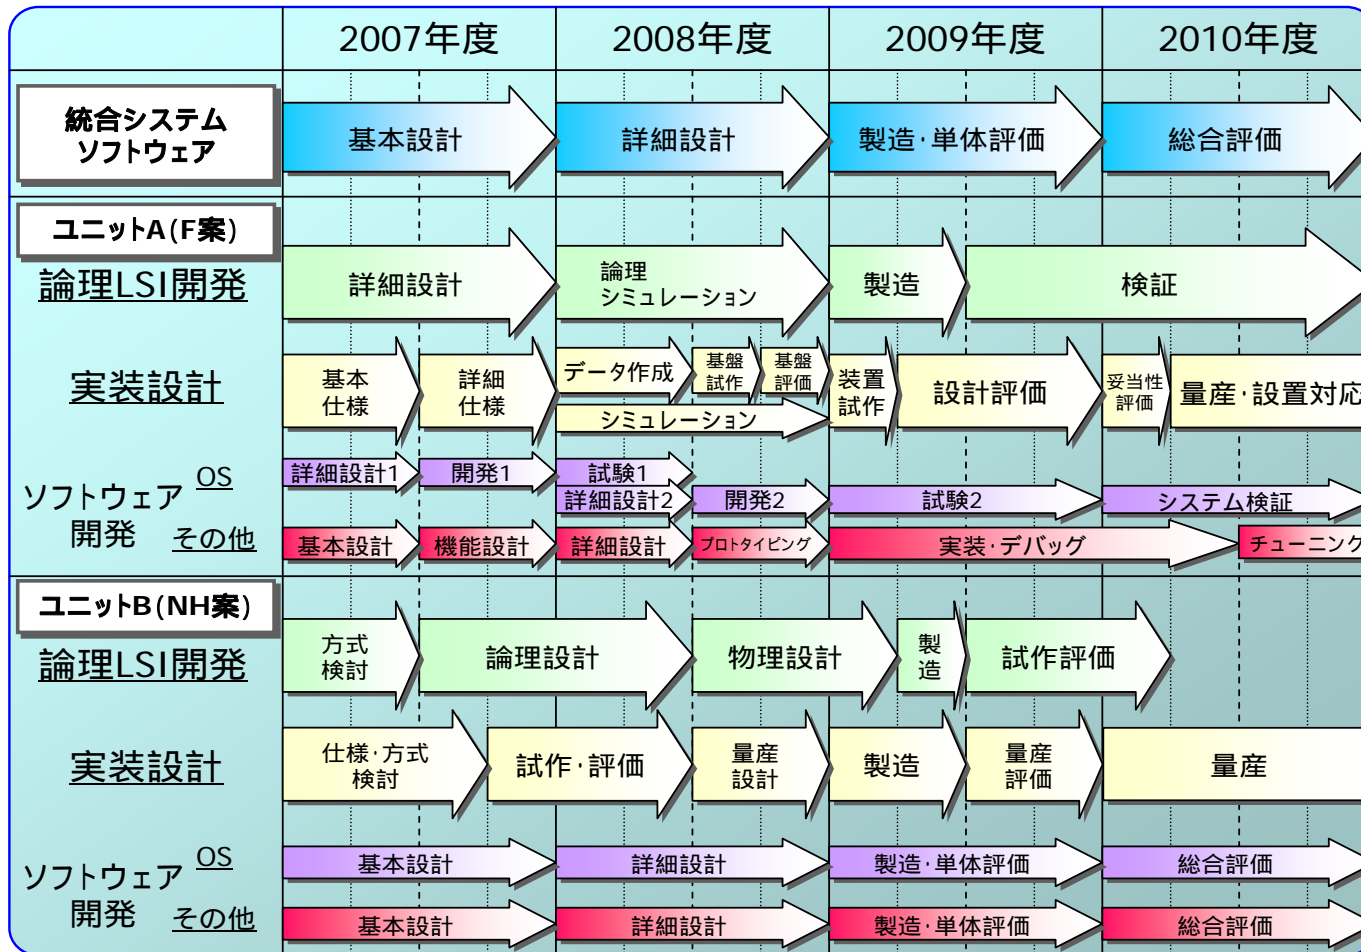 2007年度 2008年度 2009年度 2010年度
統合システム
ソフトウェア
基本設計 詳細設計 製造・単体評価 総合評価
ユニットA(F案)
論理LSI開発
詳細設計
論理
シミュレーション
製造 検証
実装設計
基本
仕様
詳細
仕様
データ作成
基盤
試作
基盤
評価
シミュレーション
装置
試作
設計評価
妥当性
評価
量産・設置対応
ソフトウェア
開発
OS
詳細設計1 開発1 試験1
詳細設計2 開発2 試験2 システム検証
その他
基本設計 機能設計 詳細設計 プロトタイピング 実装・デバッグ チューニング
ユニットB(NH案)
論理LSI開発
方式
検討
論理設計 物理設計
製
造
試作評価
実装設計
仕様・方式
検討
試作・評価
量産
設計
製造
量産
評価
量産
ソフトウェア
開発
OS
基本設計 詳細設計 製造・単体評価 総合評価
その他
基本設計 詳細設計 製造・単体評価 総合評価